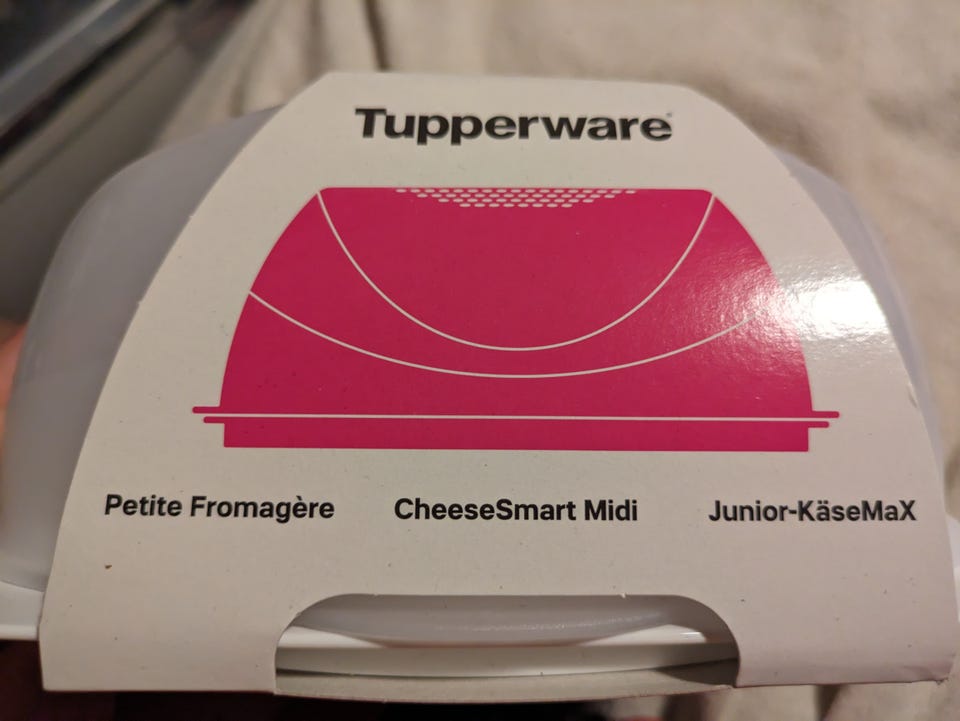 Tupperware
Petite Fromagère CheeseSmart Midi Junior-KäseMaX